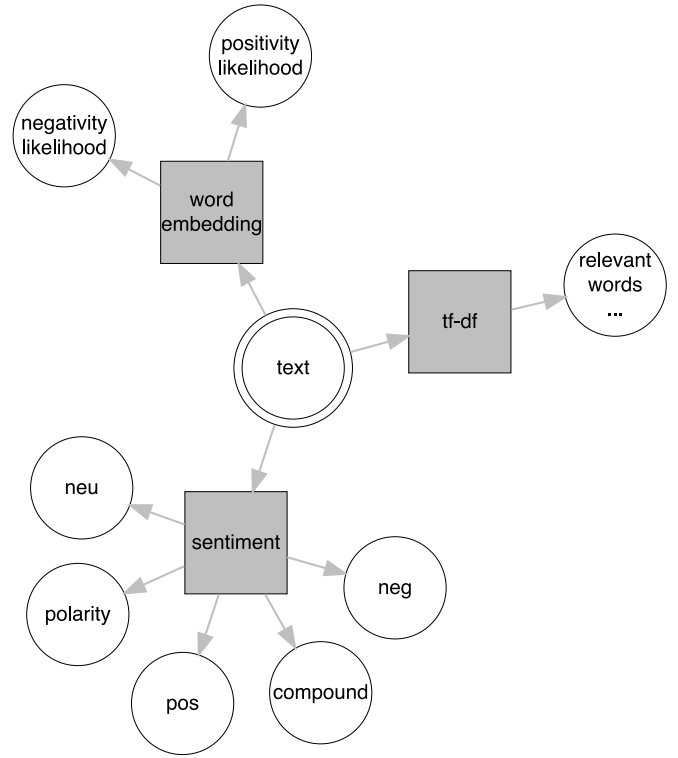 positivity
likelihood
negativity
likelihood
word
embedding
relevant
words
...
tf-df
text
neu
sentiment
neg
polarity
pos
compound